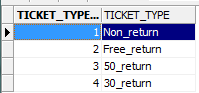 TICKET_TYPE... TICKET_TYPE
1 Non_return
2 Free_return
3 50_return
4 30_return